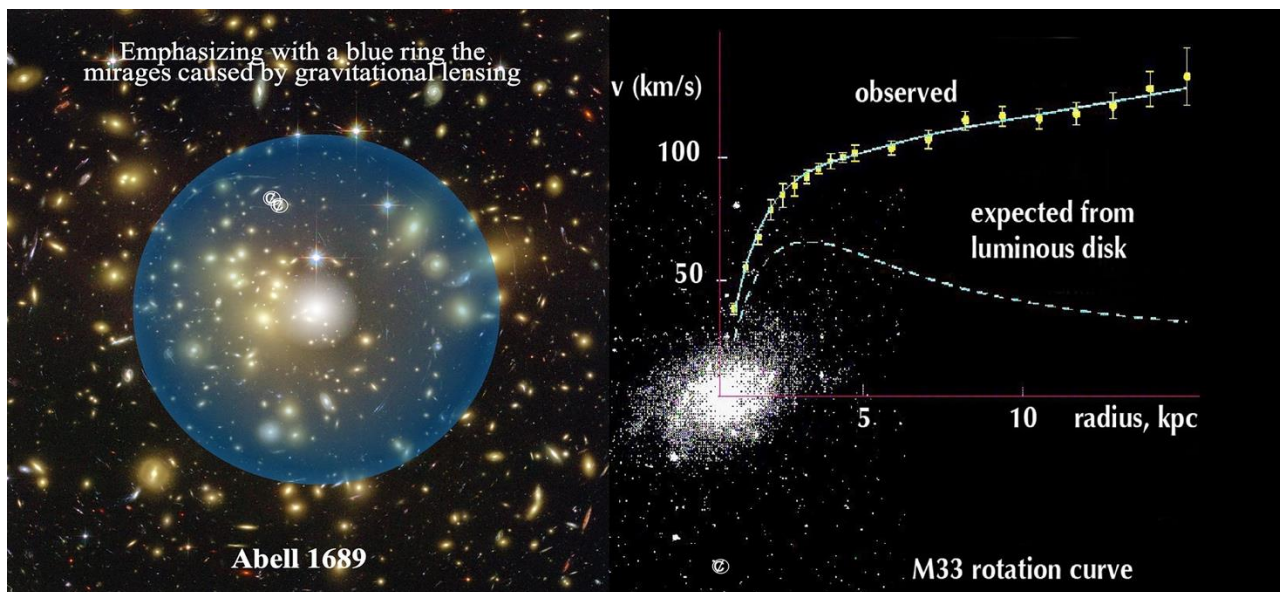 Emphasizing with a blue ring the
mirages caused by gravitational lensing
Abell 1689
v (km/s)
observed
100
expected from
luminous disk
50
5
10
radius, kpc
M33 rotation curve